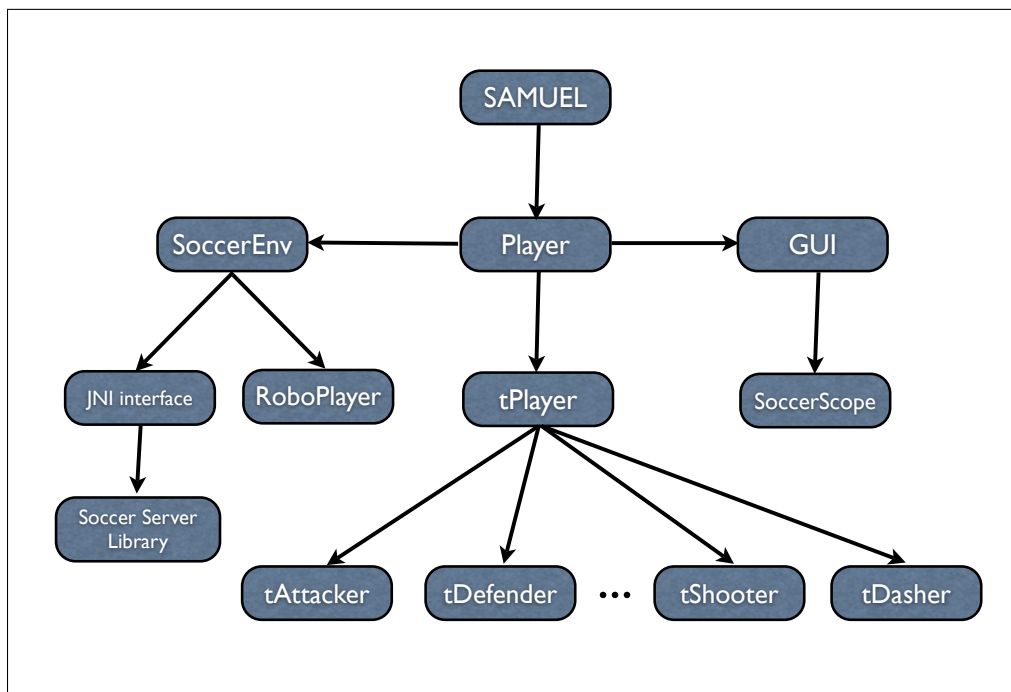 SAMUEL
SoccerEnv
Player
GUI
JNI interface
RoboPlayer
tPlayer
SoccerScope
Soccer Server
Library
tAttacker
tDefender
...
tShooter
tDasher